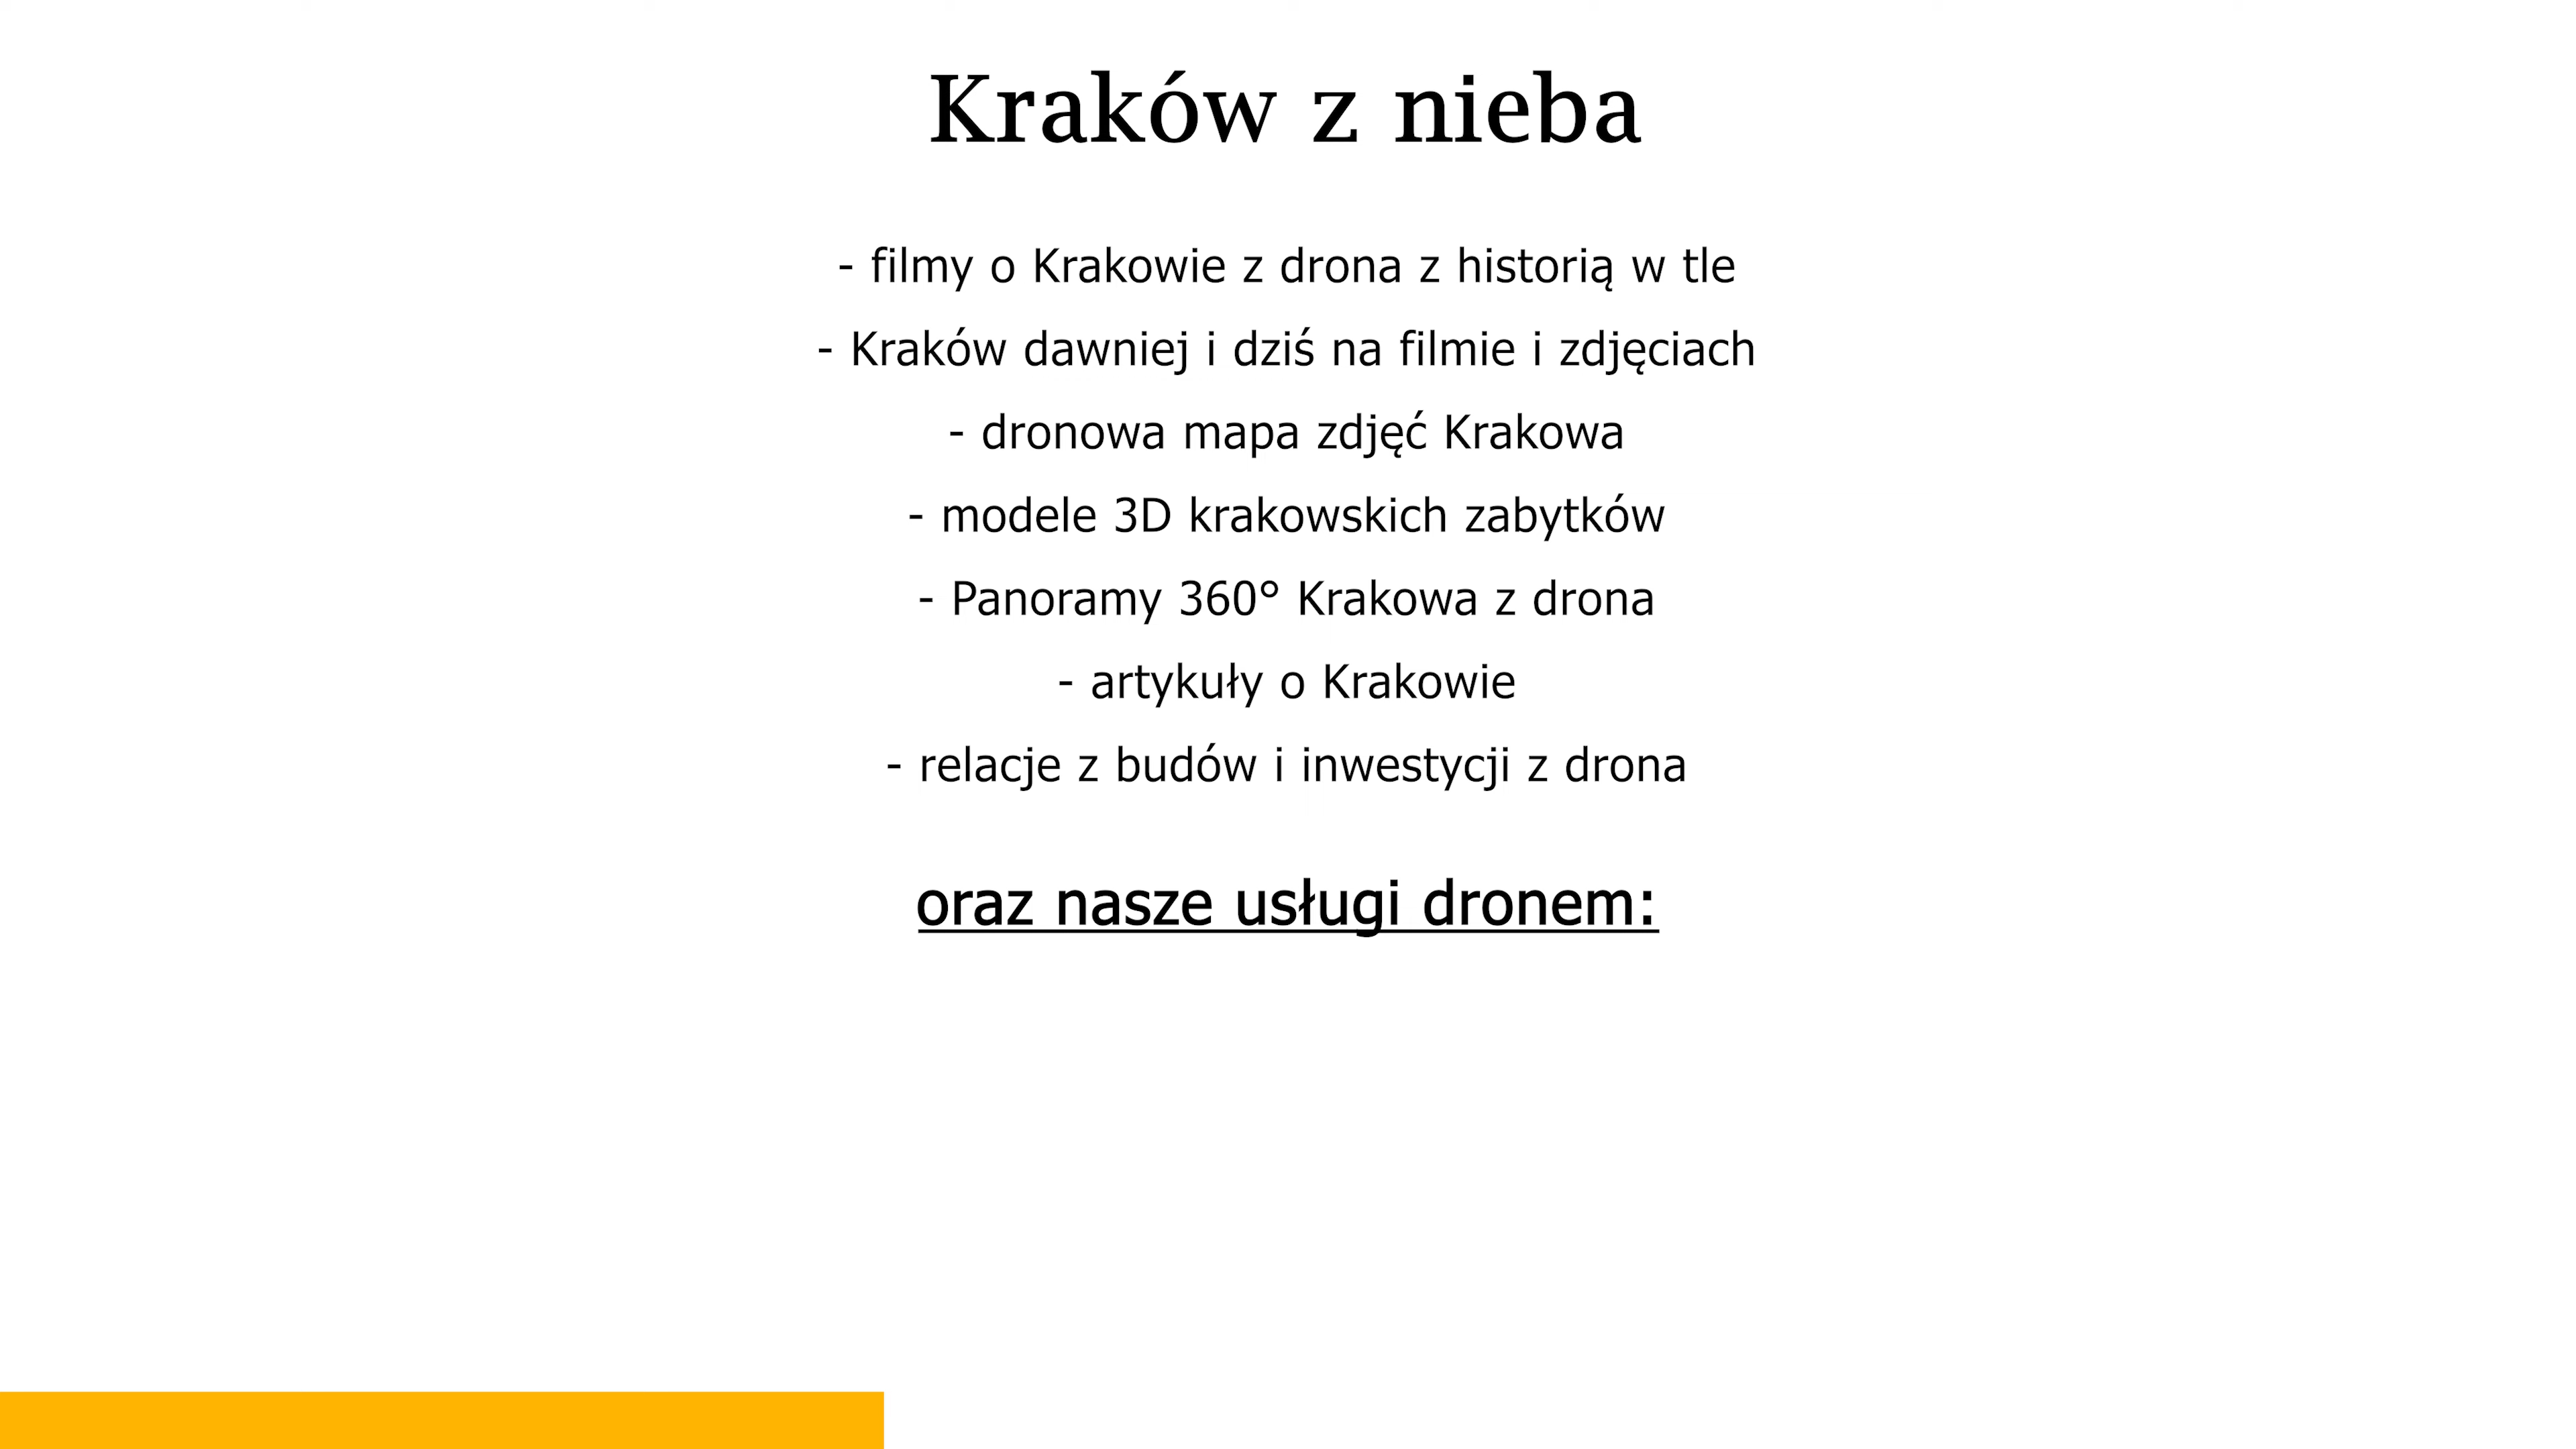 Kraków z nieba
- filmy o Krakowie z drona z historią w tle
- Kraków dawniej i dziś na filmie i zdjęciach
- dronowa mapa zdjęć Krakowa
- modele 3D krakowskich zabytków
- Panoramy 360° Krakowa z drona
- artykuły o Krakowie
- relacje z budów i inwestycji z drona
oraz nasze usługi dronem: